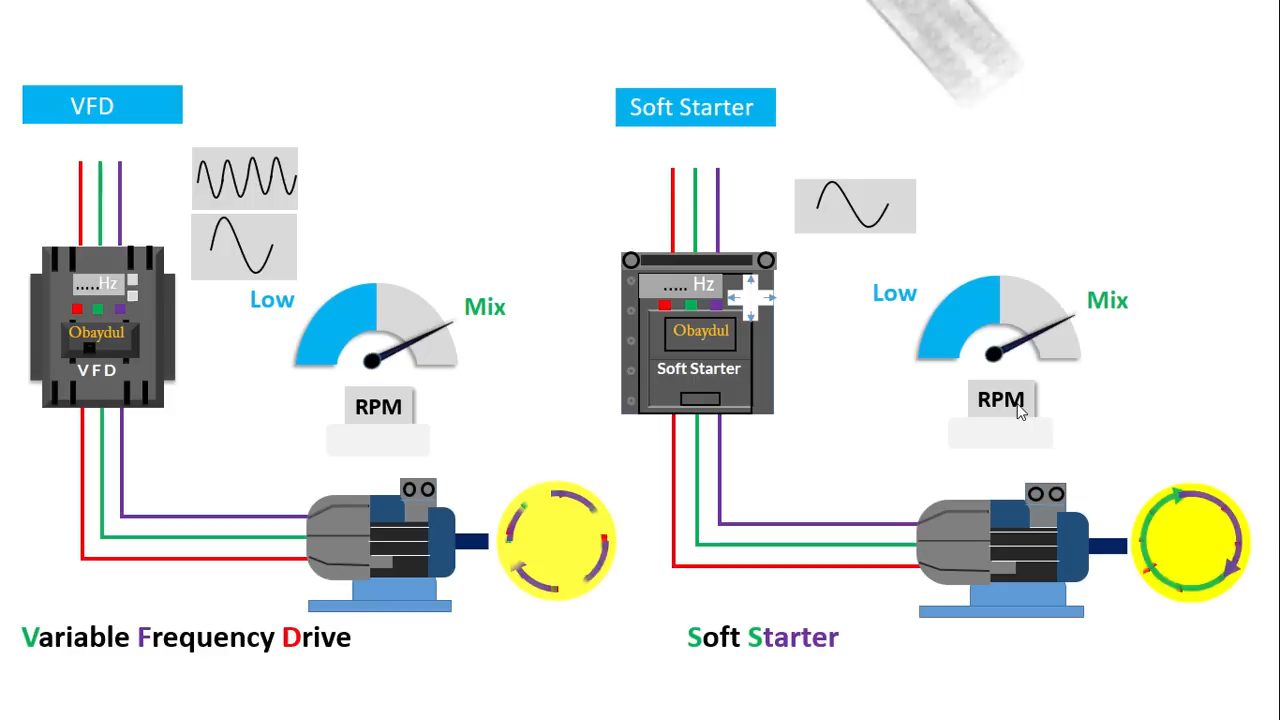 VFD
Soft Starter
.....Hz
Obaydul
VFD
Low
Mix
RPM
Variable Frequency Drive
..... Hz
Obaydul
Soft Starter
Low
Mix
RPM
Soft Starter